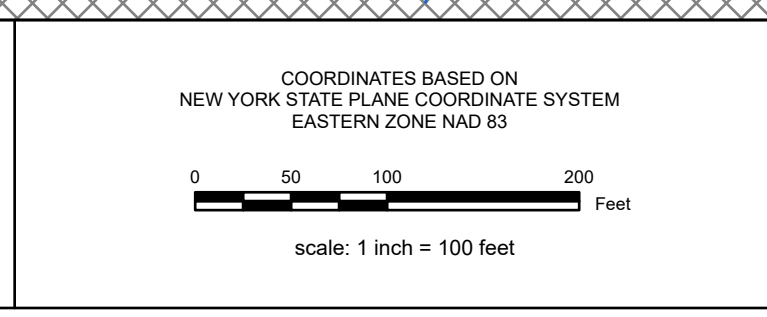 COORDINATES BASED ON
NEW YORK STATE PLANE COORDINATE SYSTEM
EASTERN ZONE NAD 83
0 50 100 200
Feet
scale: 1 inch = 100 feet